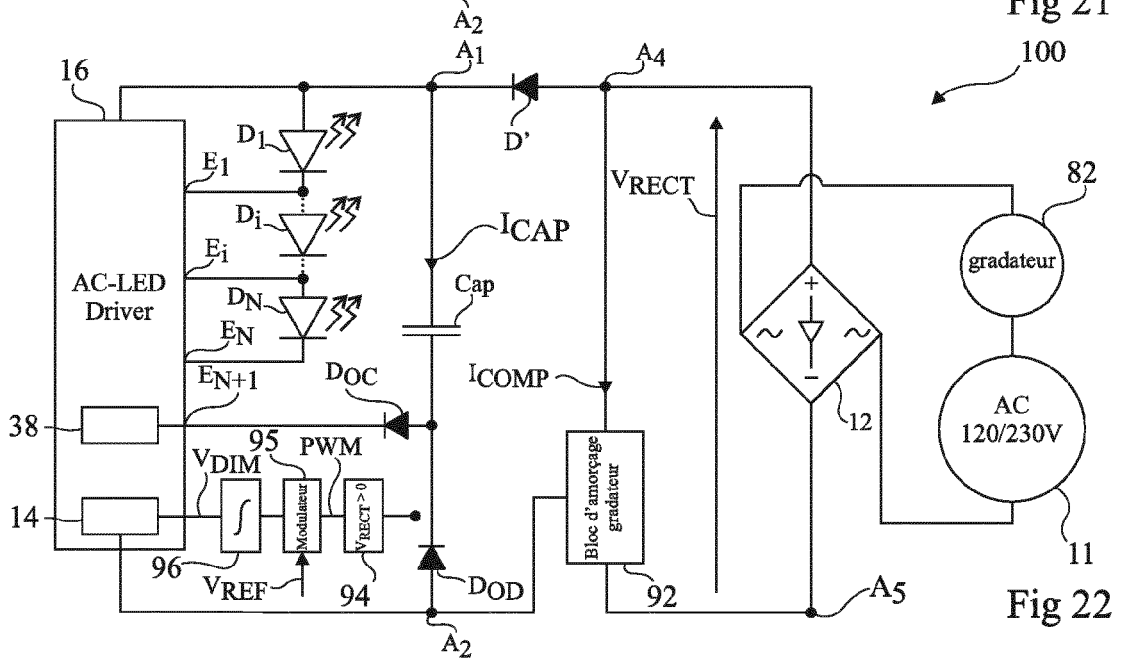 Fig 21
A2
A1
A4
100
16
D'
D1
E1
VRECT
82
Di
Ei
ICAP
gradateur
AC-LED
Driver
DN
Cap
+
~
~
−
EN
EN+1
DOC
ICOMP
12
AC
120/230V
38
95
PWM
VDIM
14
∫
Modulateur
VRECT > 0
Bloc d'amorçage
gradateur
96
VREF
94
DOD
92
11
A2
A5
Fig 22